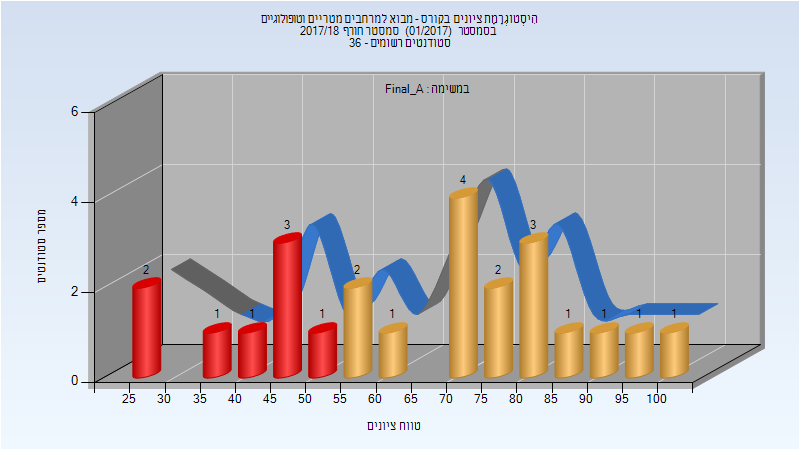 הִיסְטוֹגְרָמַת ציונים בקורס - מבוא למרחבים מטריים וטופולוגיים
בסמסטר (01/2017) סמסטר חורף 2017/18
סטודנטים רשומים - 36
במשימה : Final_A
מספר סטודנטים
6
4
2
0
2
1
1
3
1
2
1
4
2
3
1
1
1
1
25 30 35 40 45 50 55 60 65 70 75 80 85 90 95 100
טווח ציונים